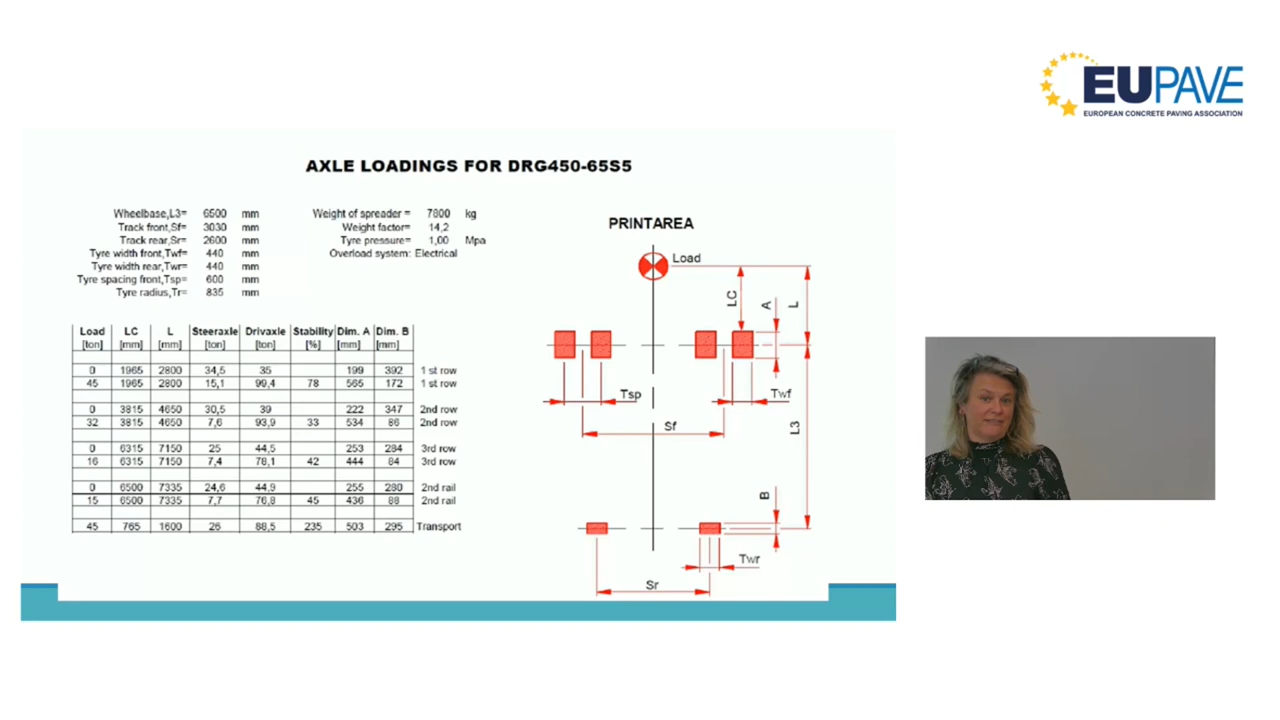 EUPAVE
EUROPEAN CONCRETE PAVING ASSOCIATION
AXLE LOADINGS FOR DRG450-65S5
Wheelbase,L3= 6500 mm
Track front,Sf= 3030 mm
Track rear,Sr= 2600 mm
Tyre width front,Twf= 440 mm
Tyre width rear,Twr= 440 mm
Tyre spacing front,Tsp= 600 mm
Tyre radius,Tr= 835 mm
Weight of spreader = 7800 kg
Weight factor= 14,2
Tyre pressure= 1,00 Mpa
Overload system: Electrical
Load LC L Steeraxle Drivaxle Stability Dim. A Dim. B
[ton] [mm] [mm] [ton] [ton] [%] [mm] [mm]
0 1965 2800 34,5 35 199 392 1 st row
45 1965 2800 15,1 99,4 78 565 172 1 st row
0 3815 4650 30,5 39 222 347 2nd row
32 3815 4650 7,6 93,9 33 534 86 2nd row
0 6315 7150 25 44,5 253 284 3rd row
16 6315 7150 7,4 78,1 42 444 84 3rd row
0 6500 7335 24,6 44,9 255 280 2nd rail
15 6500 7335 7,7 76,8 45 436 88 2nd rail
45 765 1600 26 88,5 235 503 295 Transport
PRINTAREA
Load
LC
A
L
Tsp
Twf
Sf
L3
B
Twr
Sr